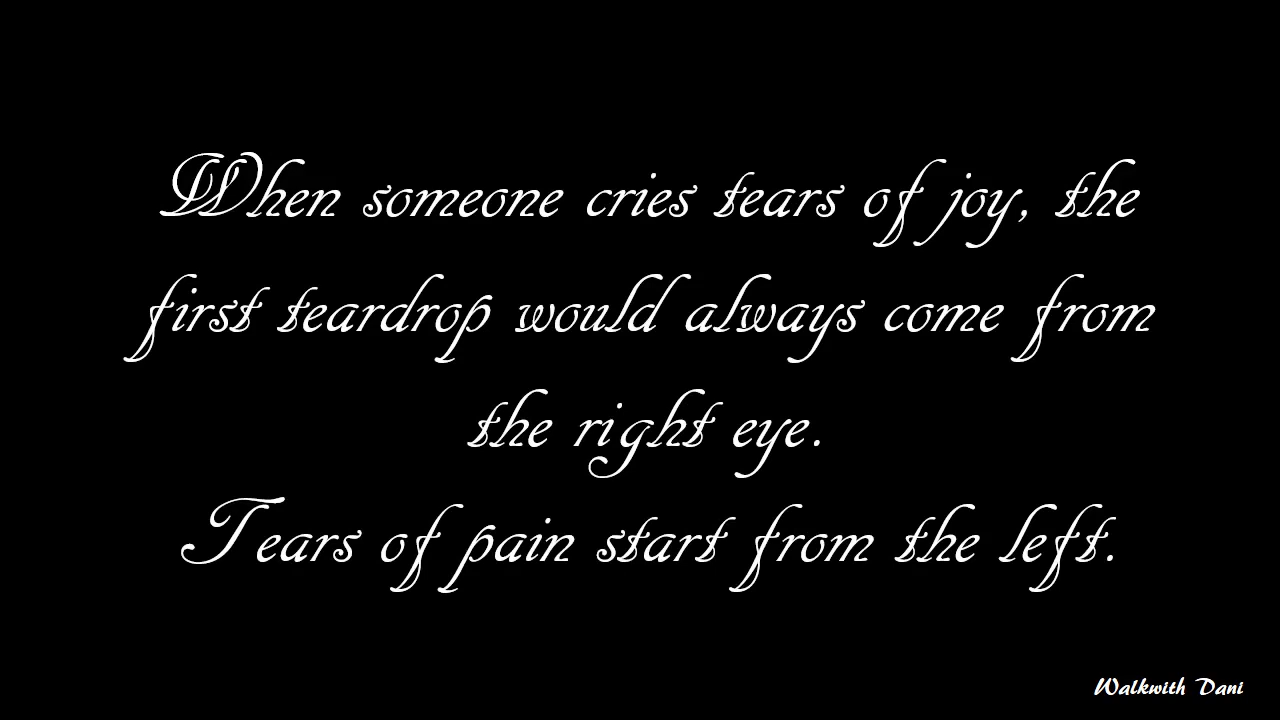 When someone cries tears of joy, the
first teardrop would always come from
the right eye.
Tears of pain start from the left.
Walkwith Dani